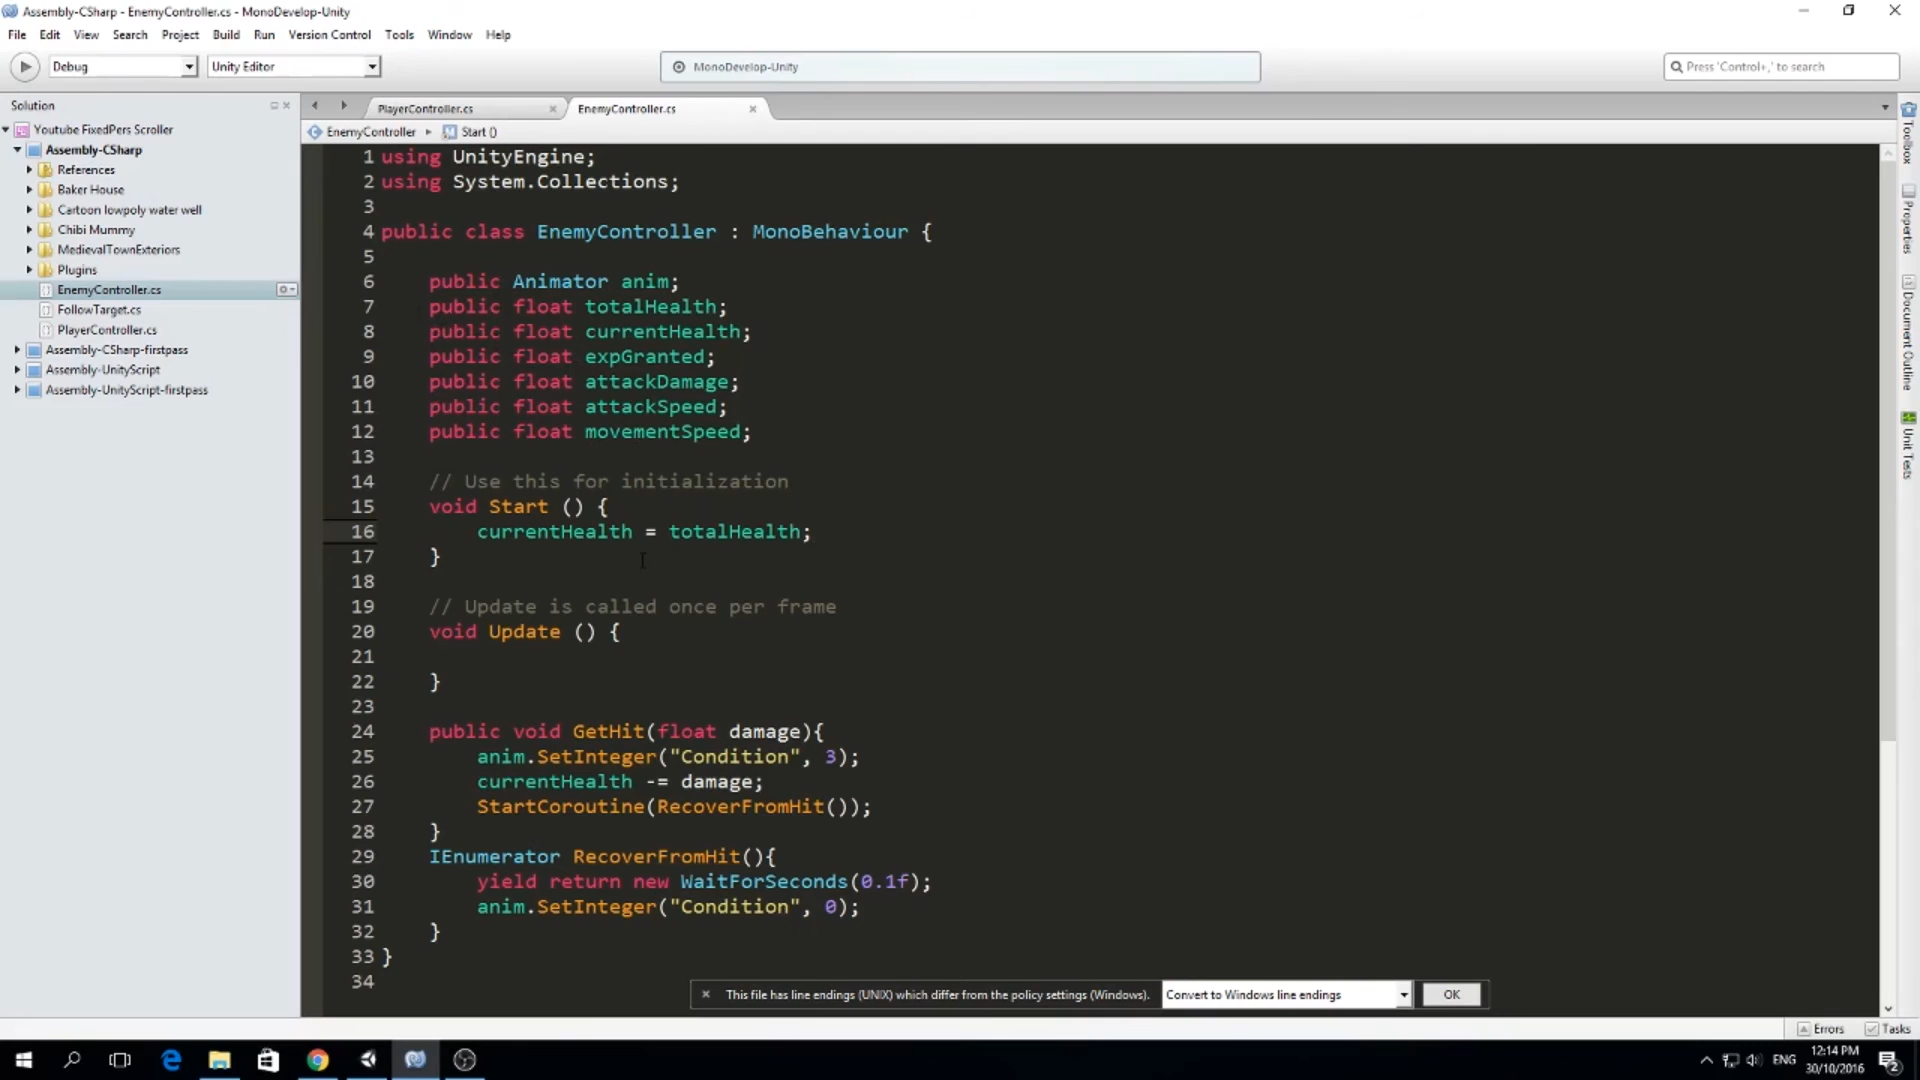 Assembly-CSharp - EnemyController.cs - MonoDevelop-Unity
File Edit View Search Project Build Run Version Control Tools Window Help
Debug Unity Editor MonoDevelop-Unity Press 'Control+,' to search
Solution
Youtube FixedPers Scroller
Assembly-CSharp
References
Baker House
Cartoon lowpoly water well
Chibi Mummy
MedievalTownExteriors
Plugins
EnemyController.cs
FollowTarget.cs
PlayerController.cs
Assembly-CSharp-firstpass
Assembly-UnityScript
Assembly-UnityScript-firstpass
PlayerController.cs EnemyController.cs
EnemyController Start ()
1 using UnityEngine;
2 using System.Collections;
3
4 public class EnemyController : MonoBehaviour {
5
6 public Animator anim;
7 public float totalHealth;
8 public float currentHealth;
9 public float expGranted;
10 public float attackDamage;
11 public float attackSpeed;
12 public float movementSpeed;
13
14 // Use this for initialization
15 void Start () {
16 currentHealth = totalHealth;
17 }
18
19 // Update is called once per frame
20 void Update () {
21
22 }
23
24 public void GetHit(float damage){
25 anim.SetInteger("Condition", 3);
26 currentHealth -= damage;
27 StartCoroutine(RecoverFromHit());
28 }
29 IEnumerator RecoverFromHit(){
30 yield return new WaitForSeconds(0.1f);
31 anim.SetInteger("Condition", 0);
32 }
33 }
34
This file has line endings (UNIX) which differ from the policy settings (Windows). Convert to Windows line endings OK
Toolbox
Properties
Document Outline
Unit Tests
Errors Tasks
ENG 12:14 PM
30/10/2016
2